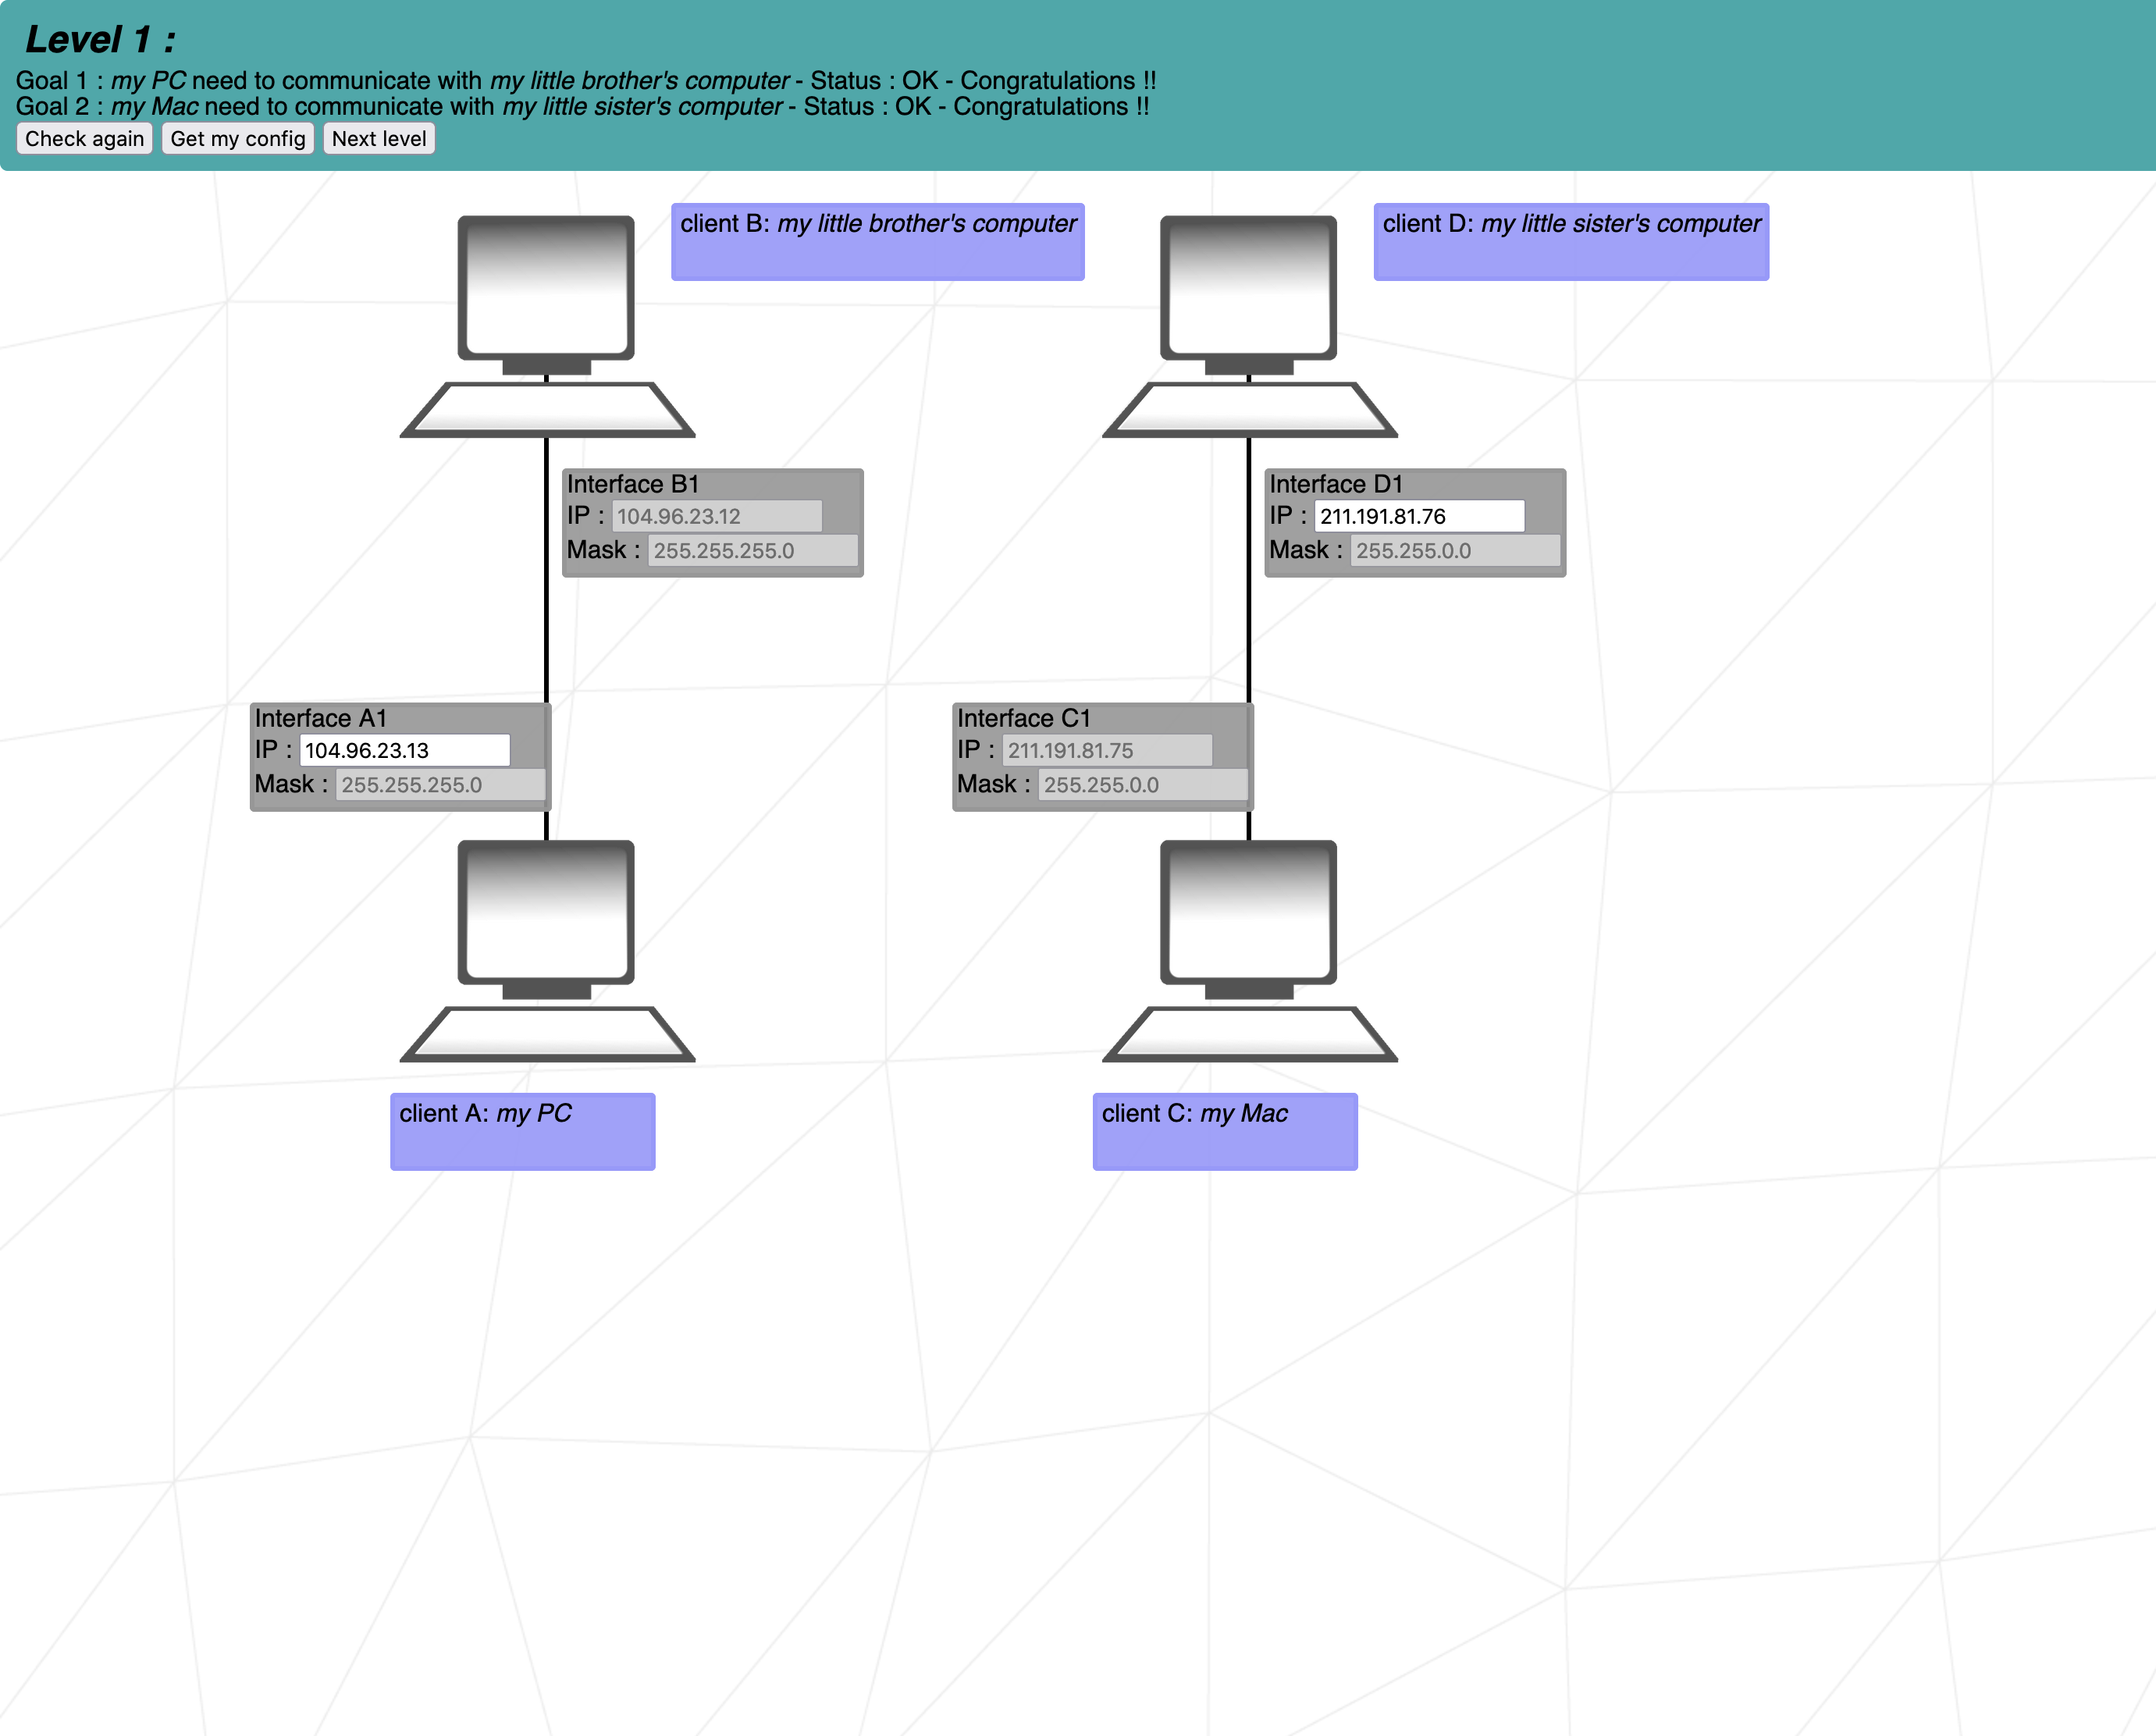 Level 1 :
Goal 1 : my PC need to communicate with my little brother's computer - Status : OK - Congratulations !!
Goal 2 : my Mac need to communicate with my little sister's computer - Status : OK - Congratulations !!
Check again Get my config Next level
client B: my little brother's computer
client D: my little sister's computer
Interface B1
IP : 104.96.23.12
Mask : 255.255.255.0
Interface D1
IP : 211.191.81.76
Mask : 255.255.0.0
Interface A1
IP : 104.96.23.13
Mask : 255.255.255.0
Interface C1
IP : 211.191.81.75
Mask : 255.255.0.0
client A: my PC
client C: my Mac